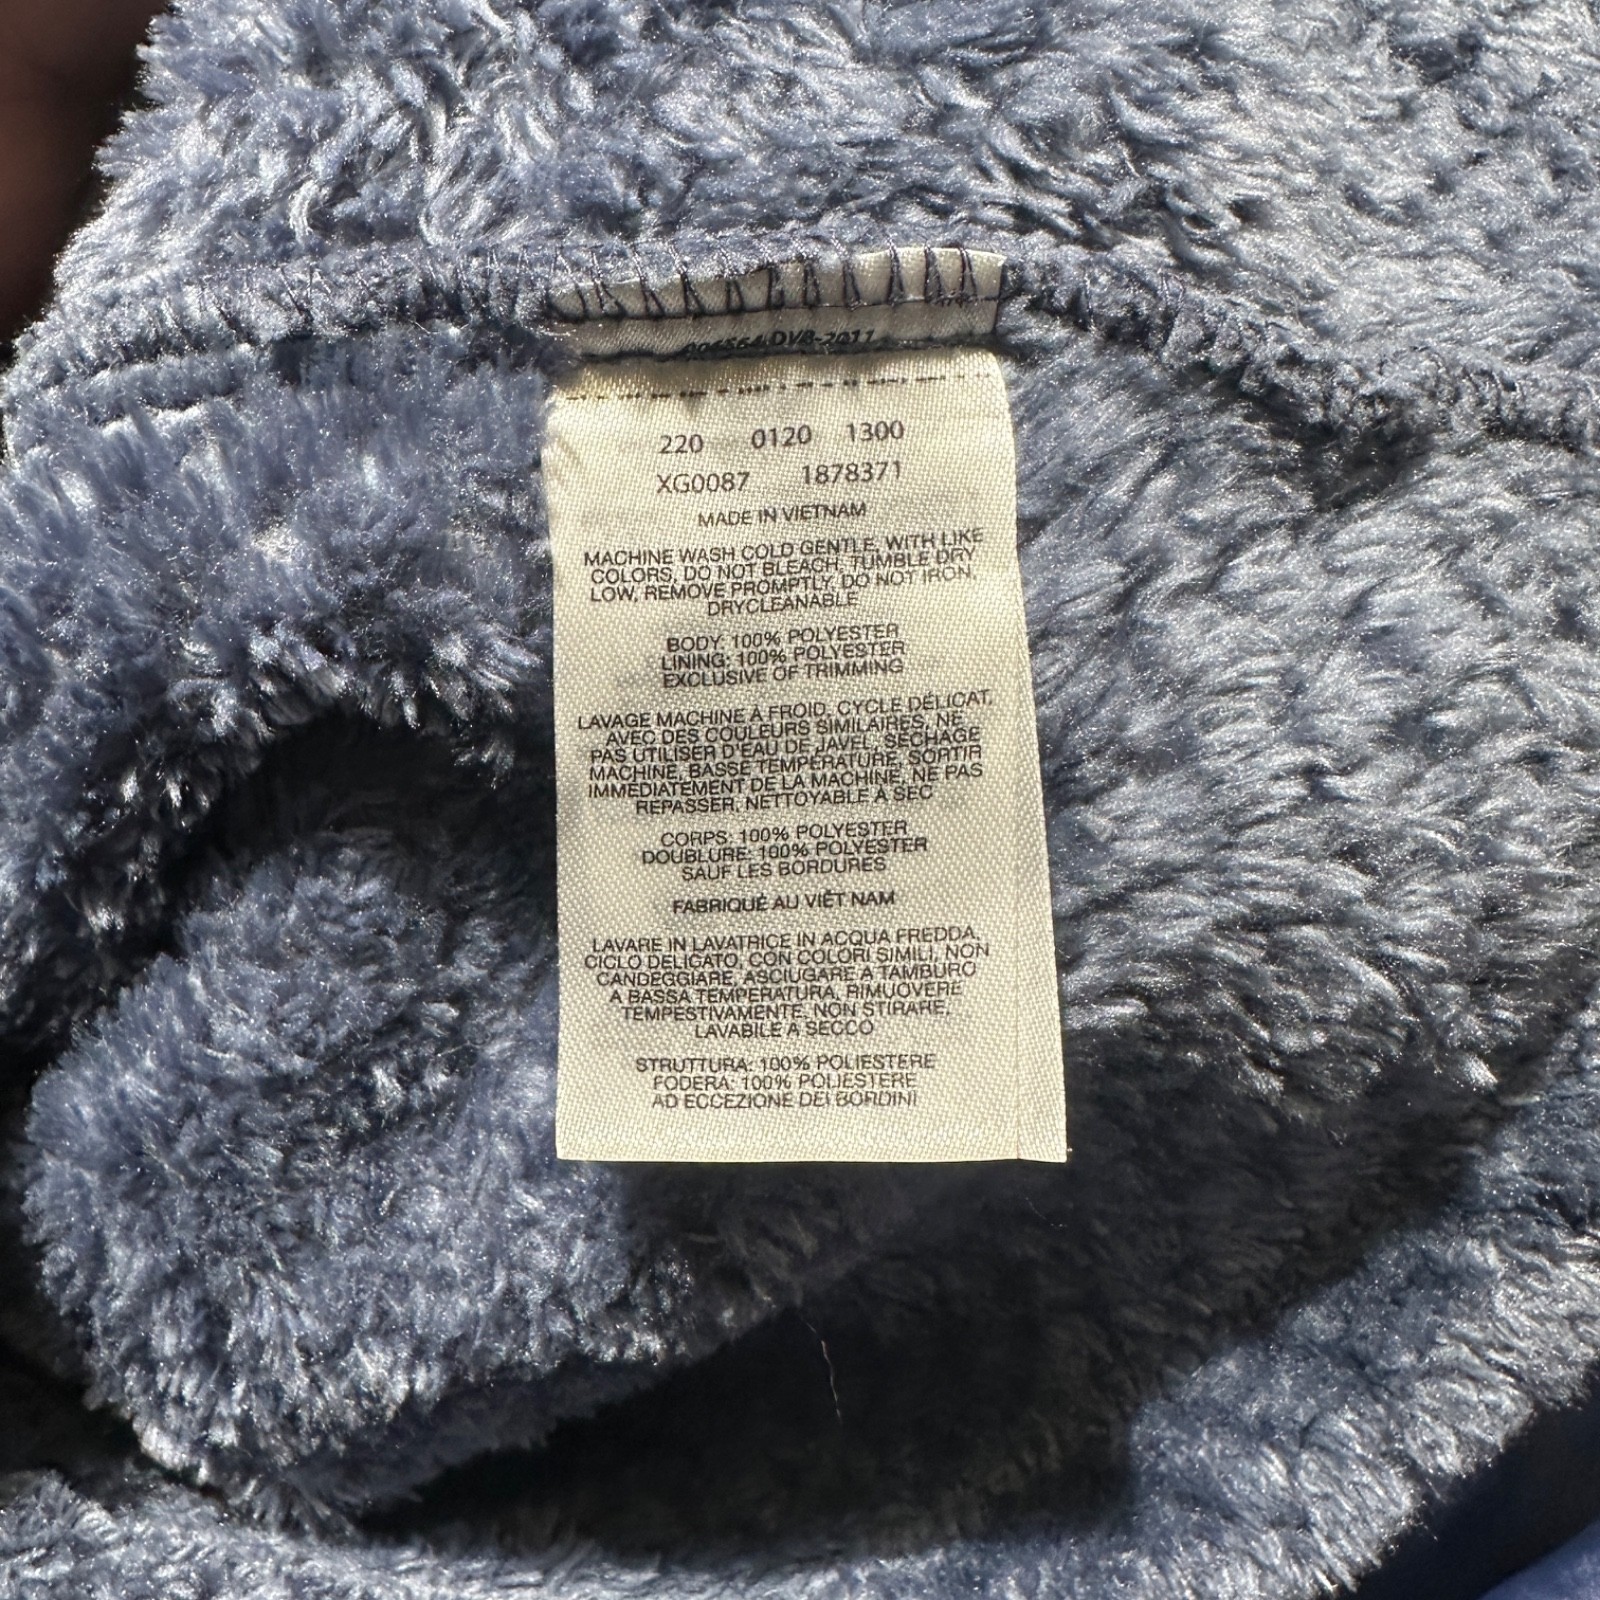 DVB-2011
220 0120 1300
XG0087 1878371
MADE IN VIETNAM
MACHINE WASH COLD GENTLE, WITH LIKE
COLORS, DO NOT BLEACH, TUMBLE DRY
LOW, REMOVE PROMPTLY, DO NOT IRON,
DRYCLEANABLE
BODY: 100% POLYESTER
LINING: 100% POLYESTER
EXCLUSIVE OF TRIMMING
LAVAGE MACHINE À FROID, CYCLE DÉLICAT,
AVEC DES COULEURS SIMILAIRES, NE
PAS UTILISER D'EAU DE JAVEL, SÉCHAGE
MACHINE, BASSE TEMPÉRATURE, SORTIR
IMMÉDIATEMENT DE LA MACHINE, NE PAS
REPASSER, NETTOYABLE À SEC
CORPS: 100% POLYESTER
DOUBLURE: 100% POLYESTER
SAUF LES BORDURES
FABRIQUÉ AU VIÊT NAM
LAVARE IN LAVATRICE IN ACQUA FREDDA,
CICLO DELICATO, CON COLORI SIMILI, NON
CANDEGGIARE, ASCIUGARE A TAMBURO
A BASSA TEMPERATURA, RIMUOVERE
TEMPESTIVAMENTE, NON STIRARE,
LAVABILE A SECCO
STRUTTURA: 100% POLIESTERE
FODERA: 100% POLIESTERE
AD ECCEZIONE DEI BORDINI